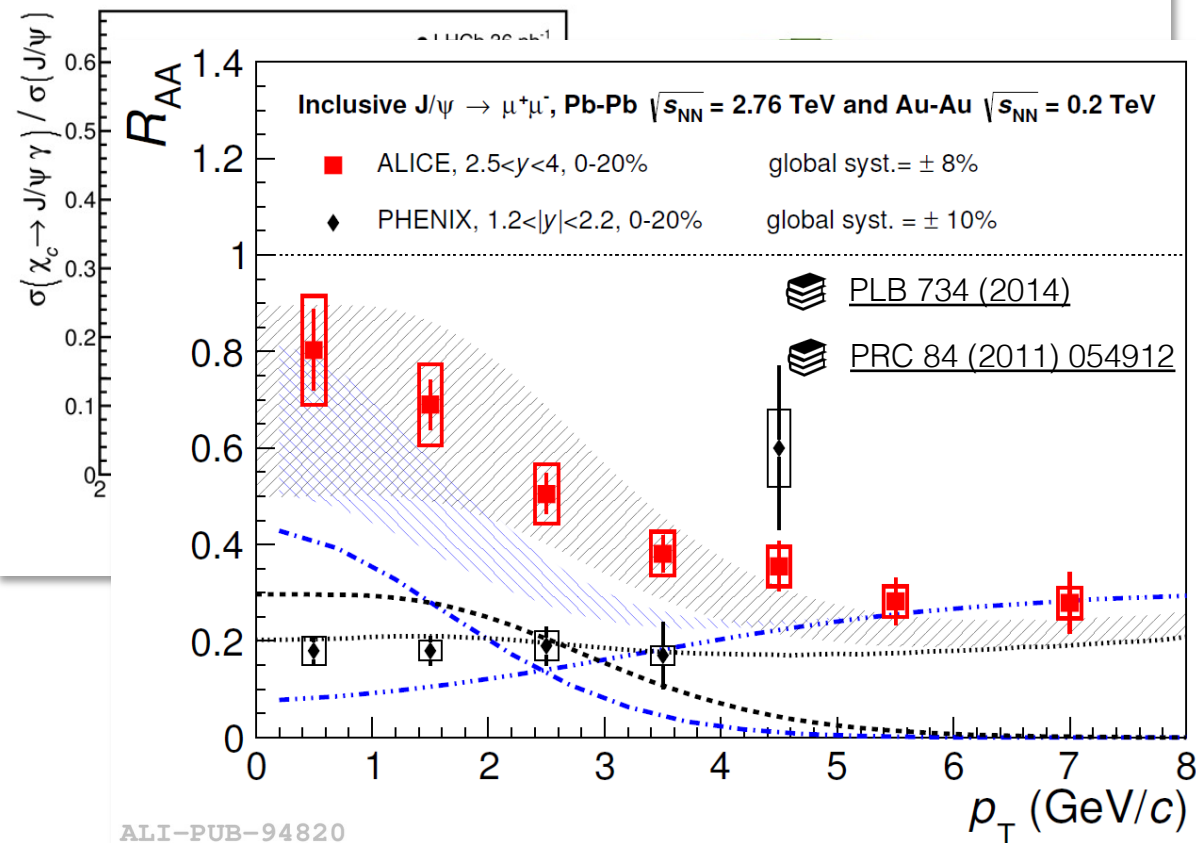 σ(χc → J/ψ γ) / σ(J/ψ)
0.6
0.5
0.4
0.3
0.2
0.1
0
2
RAA
1.4
1.2
1
0.8
0.6
0.4
0.2
0
Inclusive J/ψ → μ+μ-, Pb-Pb √sNN = 2.76 TeV and Au-Au √sNN = 0.2 TeV
ALICE, 2.5<y<4, 0-20% global syst.= ± 8%
PHENIX, 1.2<|y|<2.2, 0-20% global syst. = ± 10%
PLB 734 (2014)
PRC 84 (2011) 054912
0 1 2 3 4 5 6 7 8
pT (GeV/c)
ALI-PUB-94820